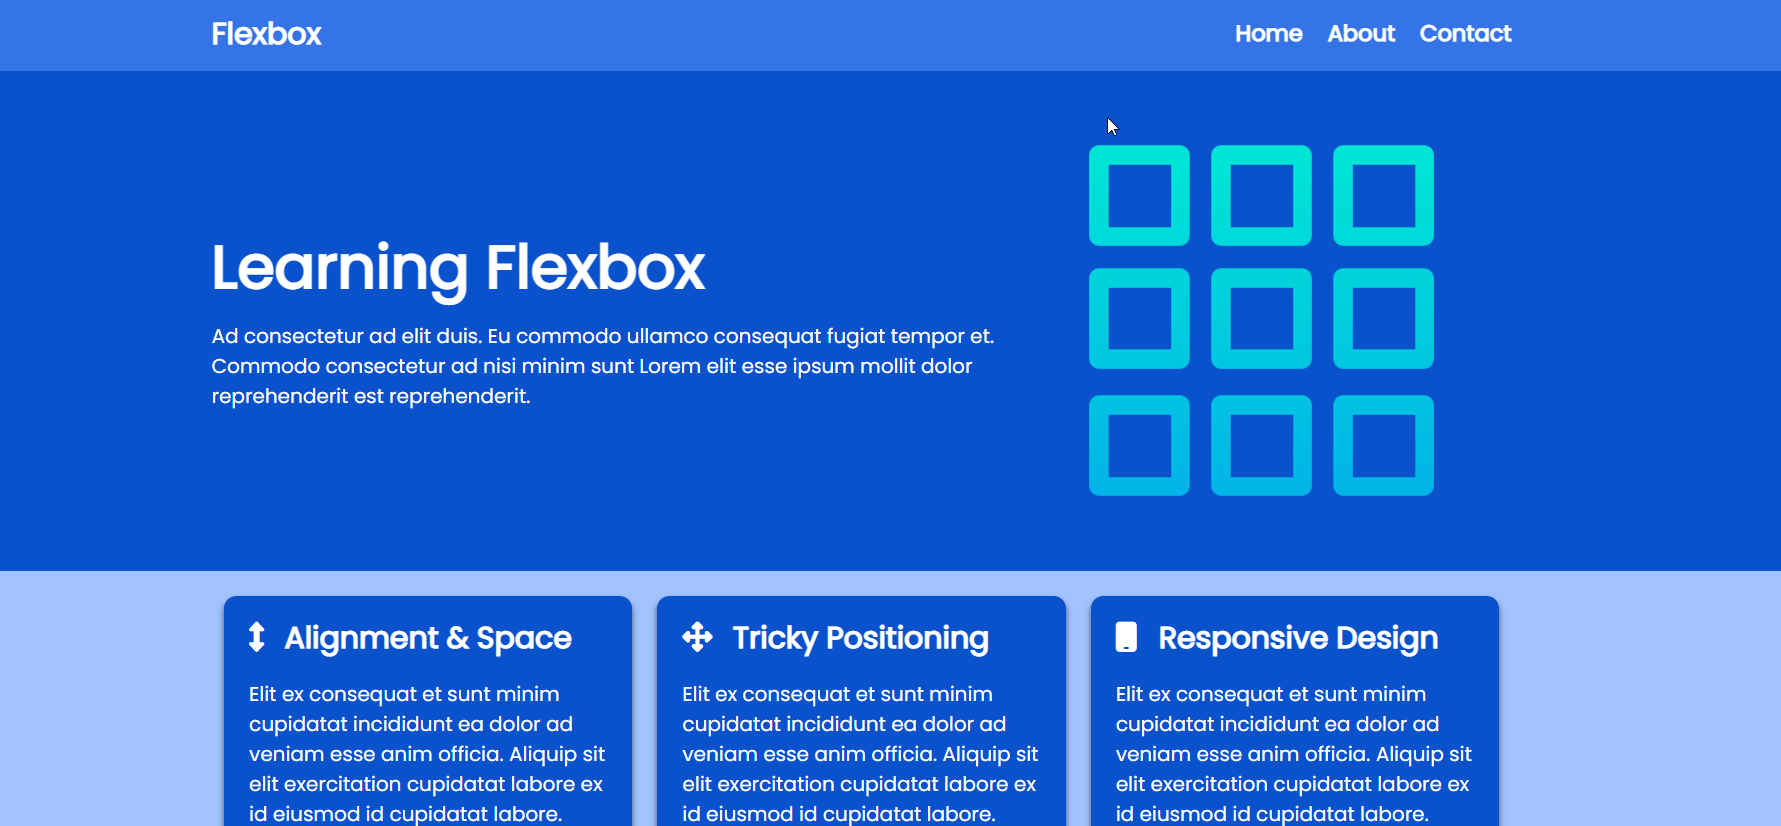 Flexbox
Home About Contact
Learning Flexbox
Ad consectetur ad elit duis. Eu commodo ullamco consequat fugiat tempor et.
Commodo consectetur ad nisi minim sunt Lorem elit esse ipsum mollit dolor
reprehenderit est reprehenderit.
Alignment & Space
Elit ex consequat et sunt minim
cupidatat incididunt ea dolor ad
veniam esse anim officia. Aliquip sit
elit exercitation cupidatat labore ex
id eiusmod id cupidatat labore.
Tricky Positioning
Elit ex consequat et sunt minim
cupidatat incididunt ea dolor ad
veniam esse anim officia. Aliquip sit
elit exercitation cupidatat labore ex
id eiusmod id cupidatat labore.
Responsive Design
Elit ex consequat et sunt minim
cupidatat incididunt ea dolor ad
veniam esse anim officia. Aliquip sit
elit exercitation cupidatat labore ex
id eiusmod id cupidatat labore.